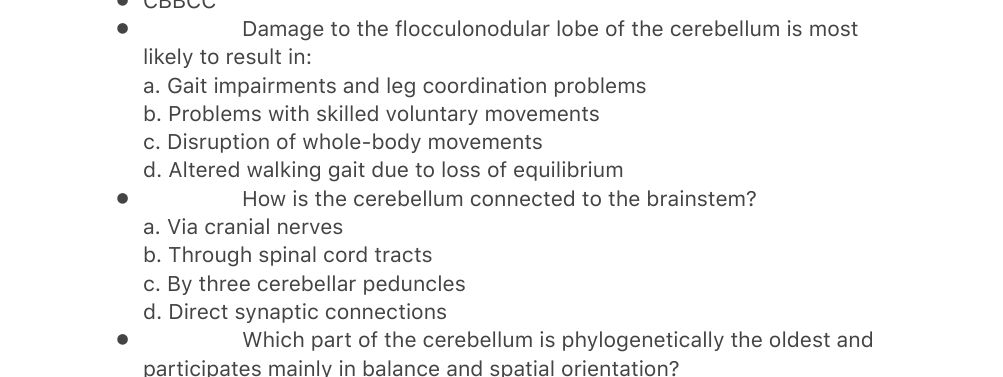 CBBCC
Damage to the flocculonodular lobe of the cerebellum is most
likely to result in:
a. Gait impairments and leg coordination problems
b. Problems with skilled voluntary movements
c. Disruption of whole-body movements
d. Altered walking gait due to loss of equilibrium
How is the cerebellum connected to the brainstem?
a. Via cranial nerves
b. Through spinal cord tracts
c. By three cerebellar peduncles
d. Direct synaptic connections
Which part of the cerebellum is phylogenetically the oldest and
participates mainly in balance and spatial orientation?